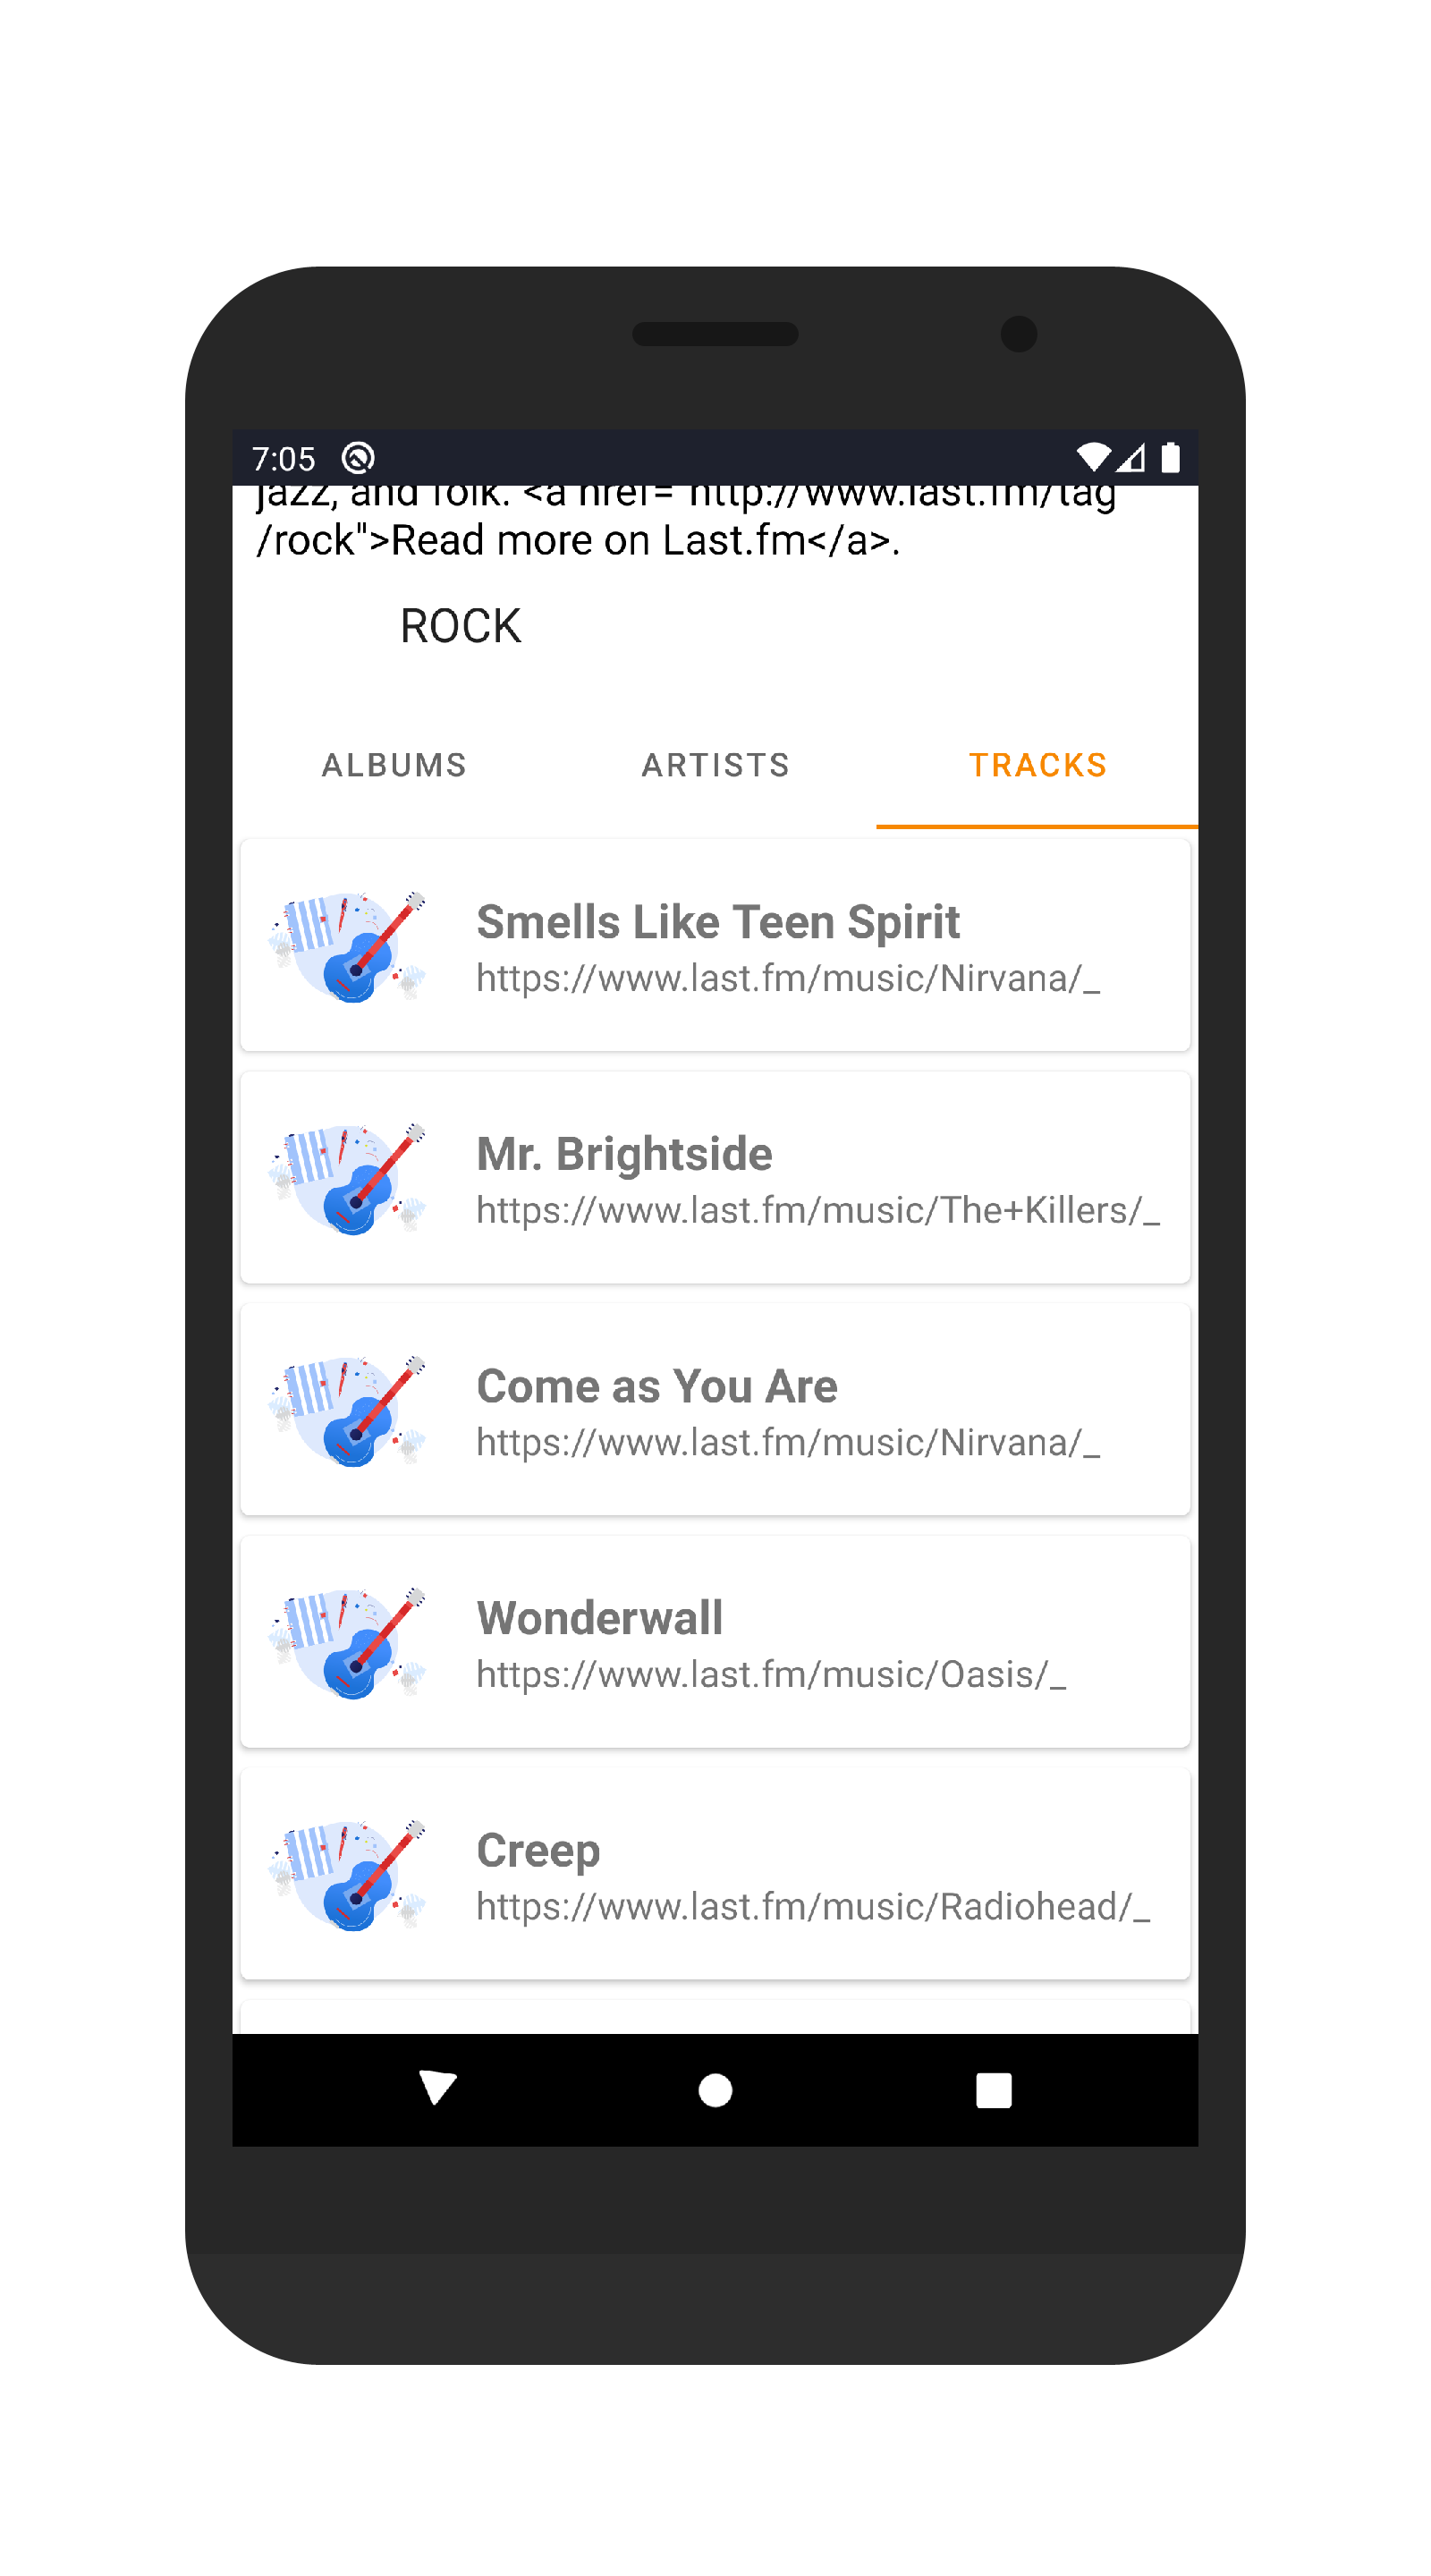 7:05
jazz, and folk. <a href="http://www.last.fm/tag
/rock">Read more on Last.fm</a>.
ROCK
ALBUMS ARTISTS TRACKS
Smells Like Teen Spirit
https://www.last.fm/music/Nirvana/_
Mr. Brightside
https://www.last.fm/music/The+Killers/_
Come as You Are
https://www.last.fm/music/Nirvana/_
Wonderwall
https://www.last.fm/music/Oasis/_
Creep
https://www.last.fm/music/Radiohead/_